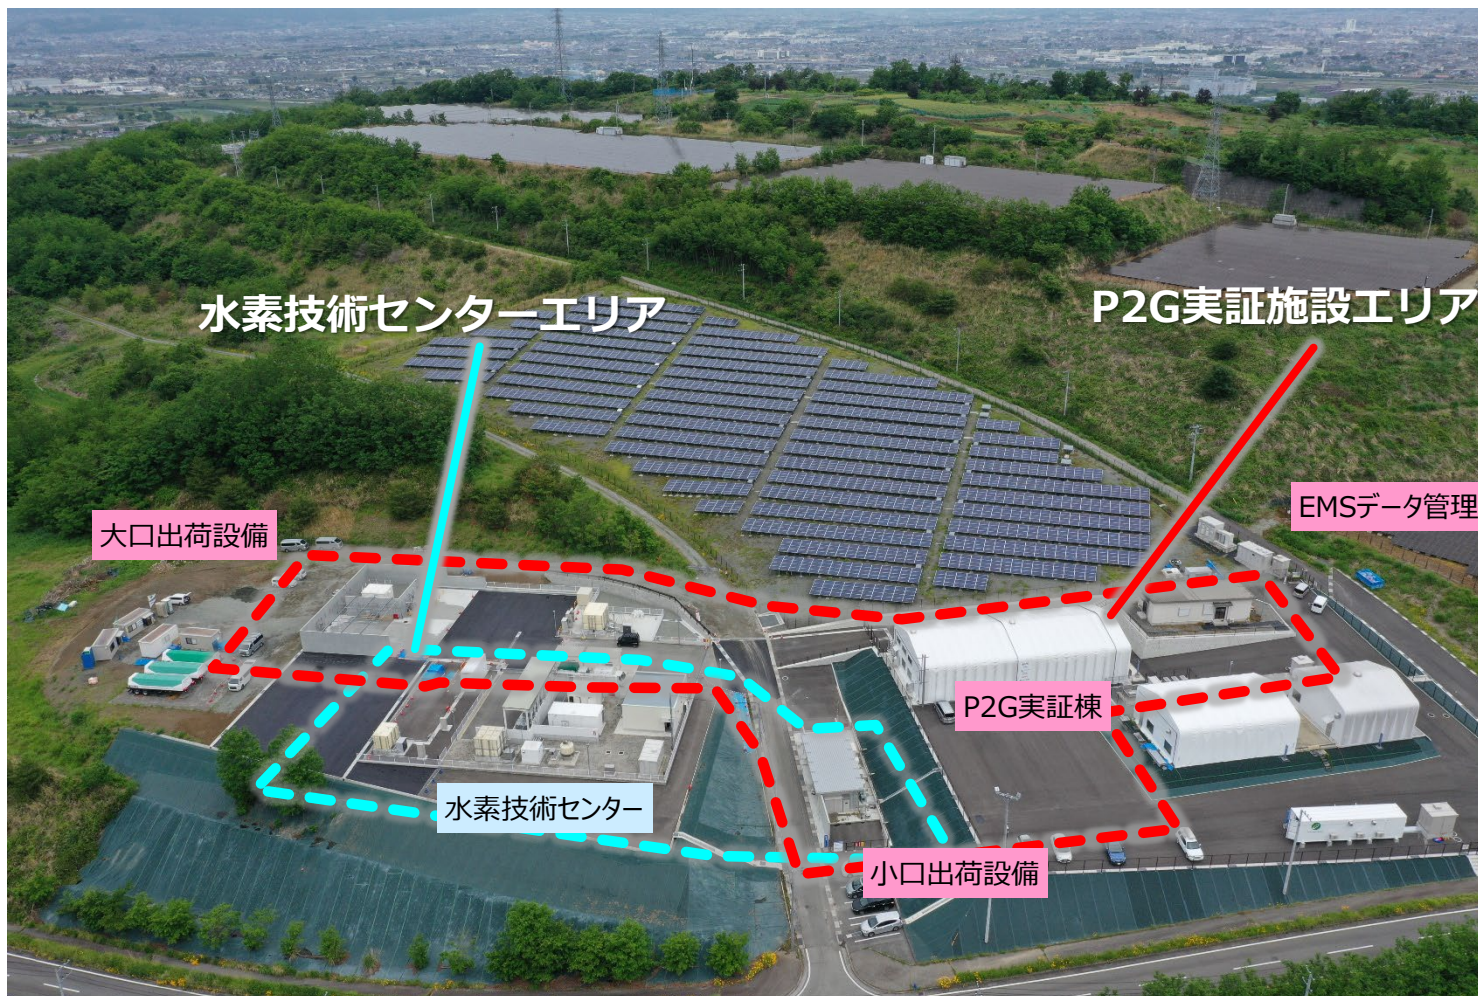 水素技術センターエリア
P2G実証施設エリア
EMSデータ管理
大口出荷設備
P2G実証棟
水素技術センター
小口出荷設備